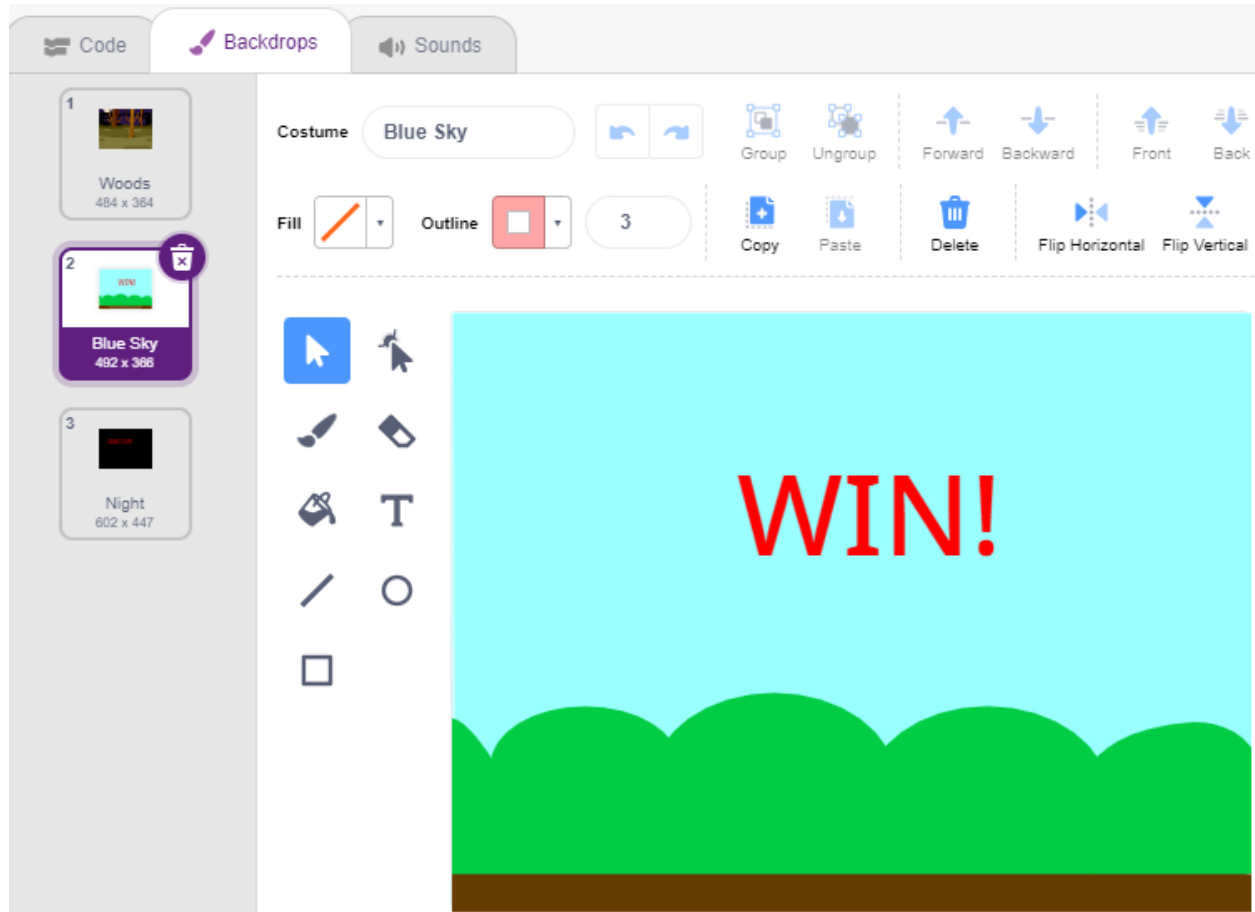 Code
Backdrops
Sounds
1
Woods
484 x 364
2
WIN!
Blue Sky
492 x 366
3
Night
602 x 447
Costume
Blue Sky
Group
Ungroup
Forward
Backward
Front
Back
Fill
Outline
3
Copy
Paste
Delete
Flip Horizontal
Flip Vertical
T
WIN!